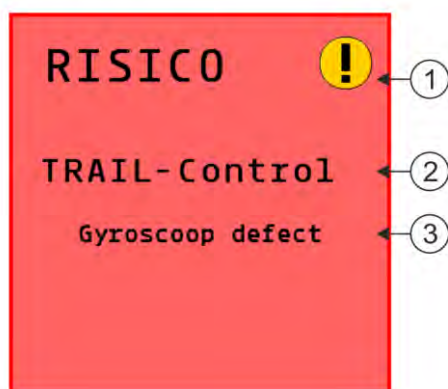 RISICO !
1
TRAIL-Control
2
Gyroscoop defect
3